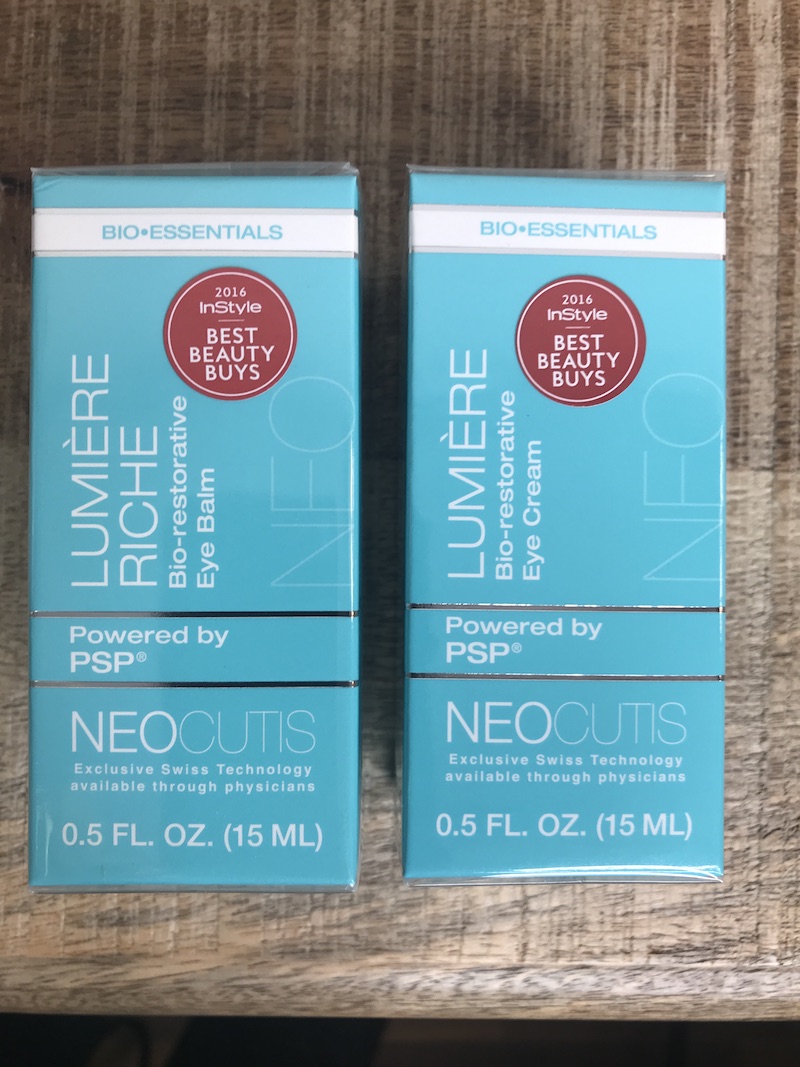 BIO•ESSENTIALS
2016
InStyle
BEST
BEAUTY
BUYS
LUMIÈRE
RICHE
Bio-restorative
Eye Balm
NEO
Powered by
PSP®
NEOCUTIS
Exclusive Swiss Technology
available through physicians
0.5 FL. OZ. (15 ML)
BIO•ESSENTIALS
2016
InStyle
BEST
BEAUTY
BUYS
LUMIÈRE
Bio-restorative
Eye Cream
NEO
Powered by
PSP®
NEOCUTIS
Exclusive Swiss Technology
available through physicians
0.5 FL. OZ. (15 ML)